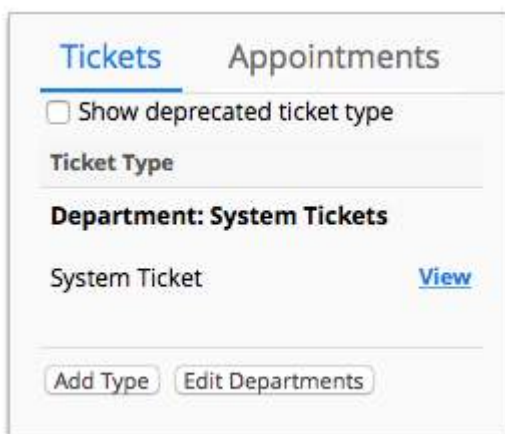 Tickets Appointments
Show deprecated ticket type
Ticket Type
Department: System Tickets
System Ticket View
Add Type Edit Departments